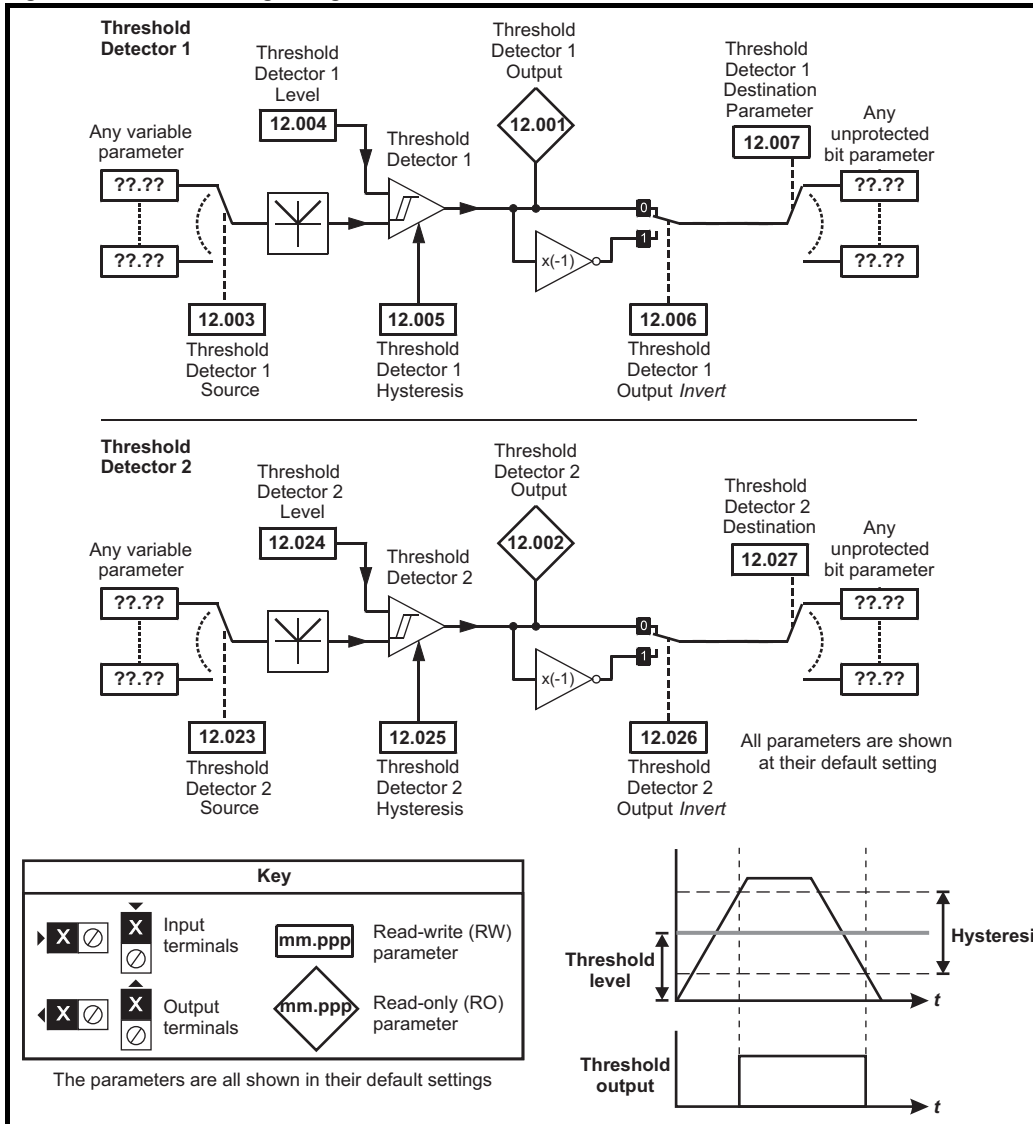 Threshold
Detector 1
Threshold
Detector 1
Level
12.004
Threshold
Detector 1
Output
12.001
Threshold
Detector 1
Destination
Parameter
12.007
Any variable
parameter
??.??
??.??
Threshold
Detector 1
Any
unprotected
bit parameter
??.??
??.??
0
1
x(-1)
12.003
Threshold
Detector 1
Source
12.005
Threshold
Detector 1
Hysteresis
12.006
Threshold
Detector 1
Output Invert
Threshold
Detector 2
Threshold
Detector 2
Level
12.024
Threshold
Detector 2
Output
12.002
Threshold
Detector 2
Destination
12.027
Any variable
parameter
??.??
??.??
Threshold
Detector 2
Any
unprotected
bit parameter
??.??
??.??
0
1
x(-1)
12.023
Threshold
Detector 2
Source
12.025
Threshold
Detector 2
Hysteresis
12.026
Threshold
Detector 2
Output Invert
All parameters are shown
at their default setting
Key
X
X
Input
terminals
mm.ppp
Read-write (RW)
parameter
X
X
Output
terminals
mm.ppp
Read-only (RO)
parameter
The parameters are all shown in their default settings
Threshold
level
Hysteresi
t
Threshold
output
t